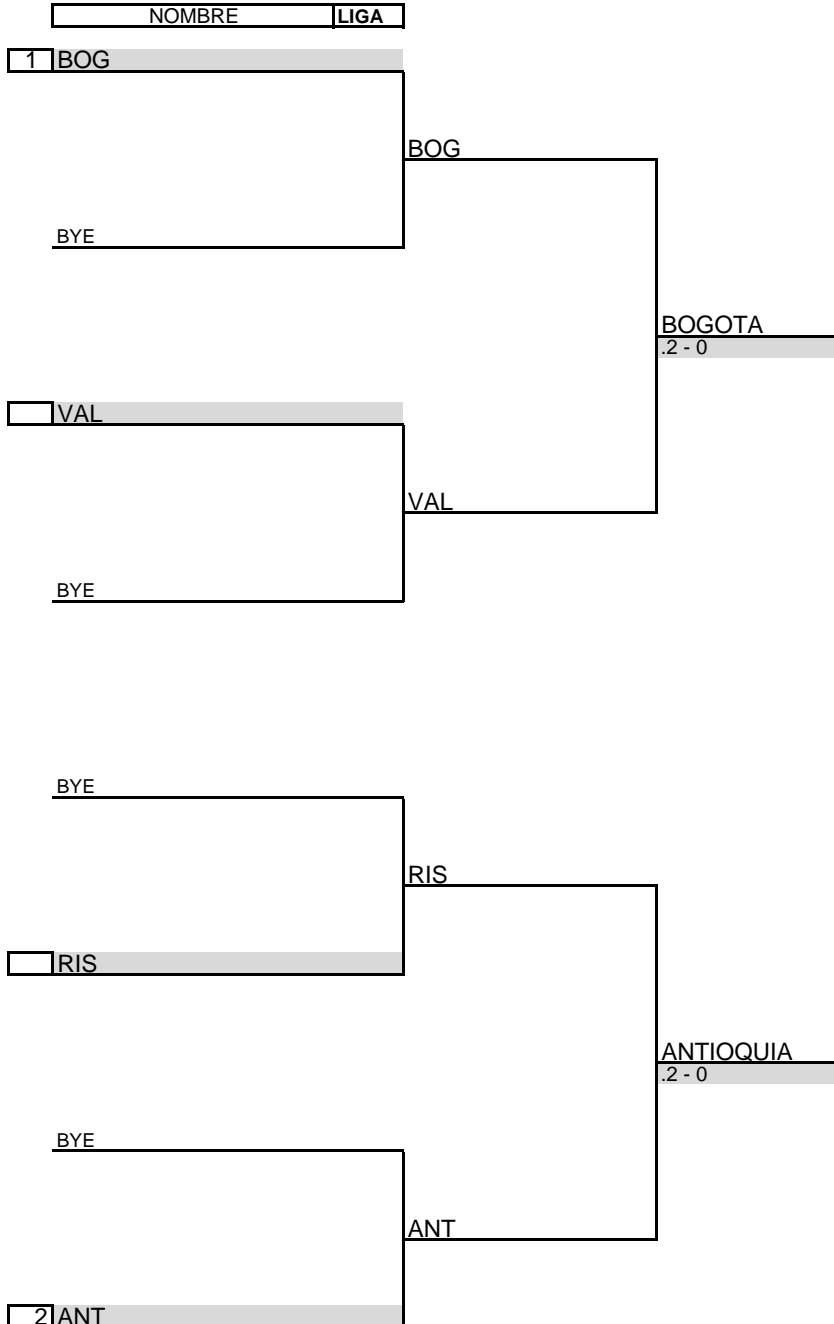 NOMBRE LIGA
1 BOG
BOG
BYE
BOGOTA
.2 - 0
VAL
VAL
BYE
BYE
RIS
RIS
ANTIOQUIA
.2 - 0
BYE
ANT
2 ANT